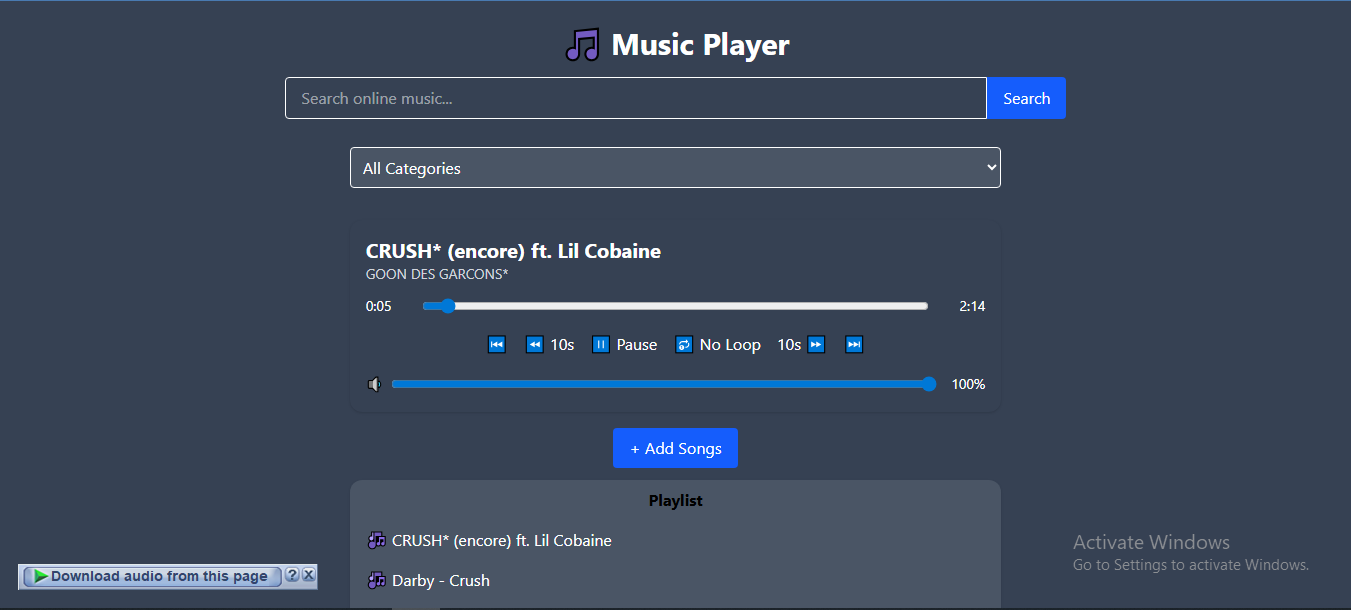 Music Player
Search online music...
Search
All Categories
CRUSH* (encore) ft. Lil Cobaine
GOON DES GARCONS*
0:05
2:14
10s
Pause
No Loop
10s
100%
+ Add Songs
Playlist
CRUSH* (encore) ft. Lil Cobaine
Darby - Crush
Activate Windows
Go to Settings to activate Windows.
Download audio from this page ? X